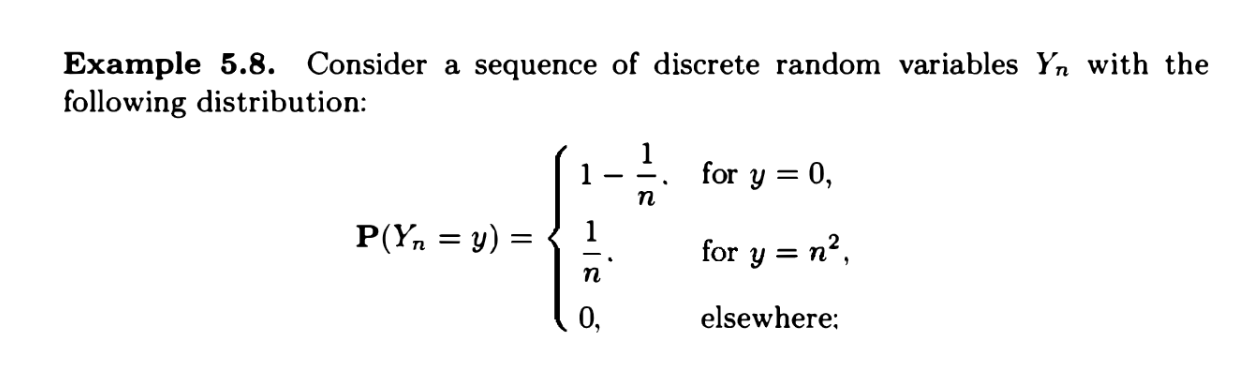 Example 5.8. Consider a sequence of discrete random variables Yₙ with the
following distribution:
P(Yₙ = y) = { 1 − 1/n. for y = 0,
1/n. for y = n²,
0, elsewhere;